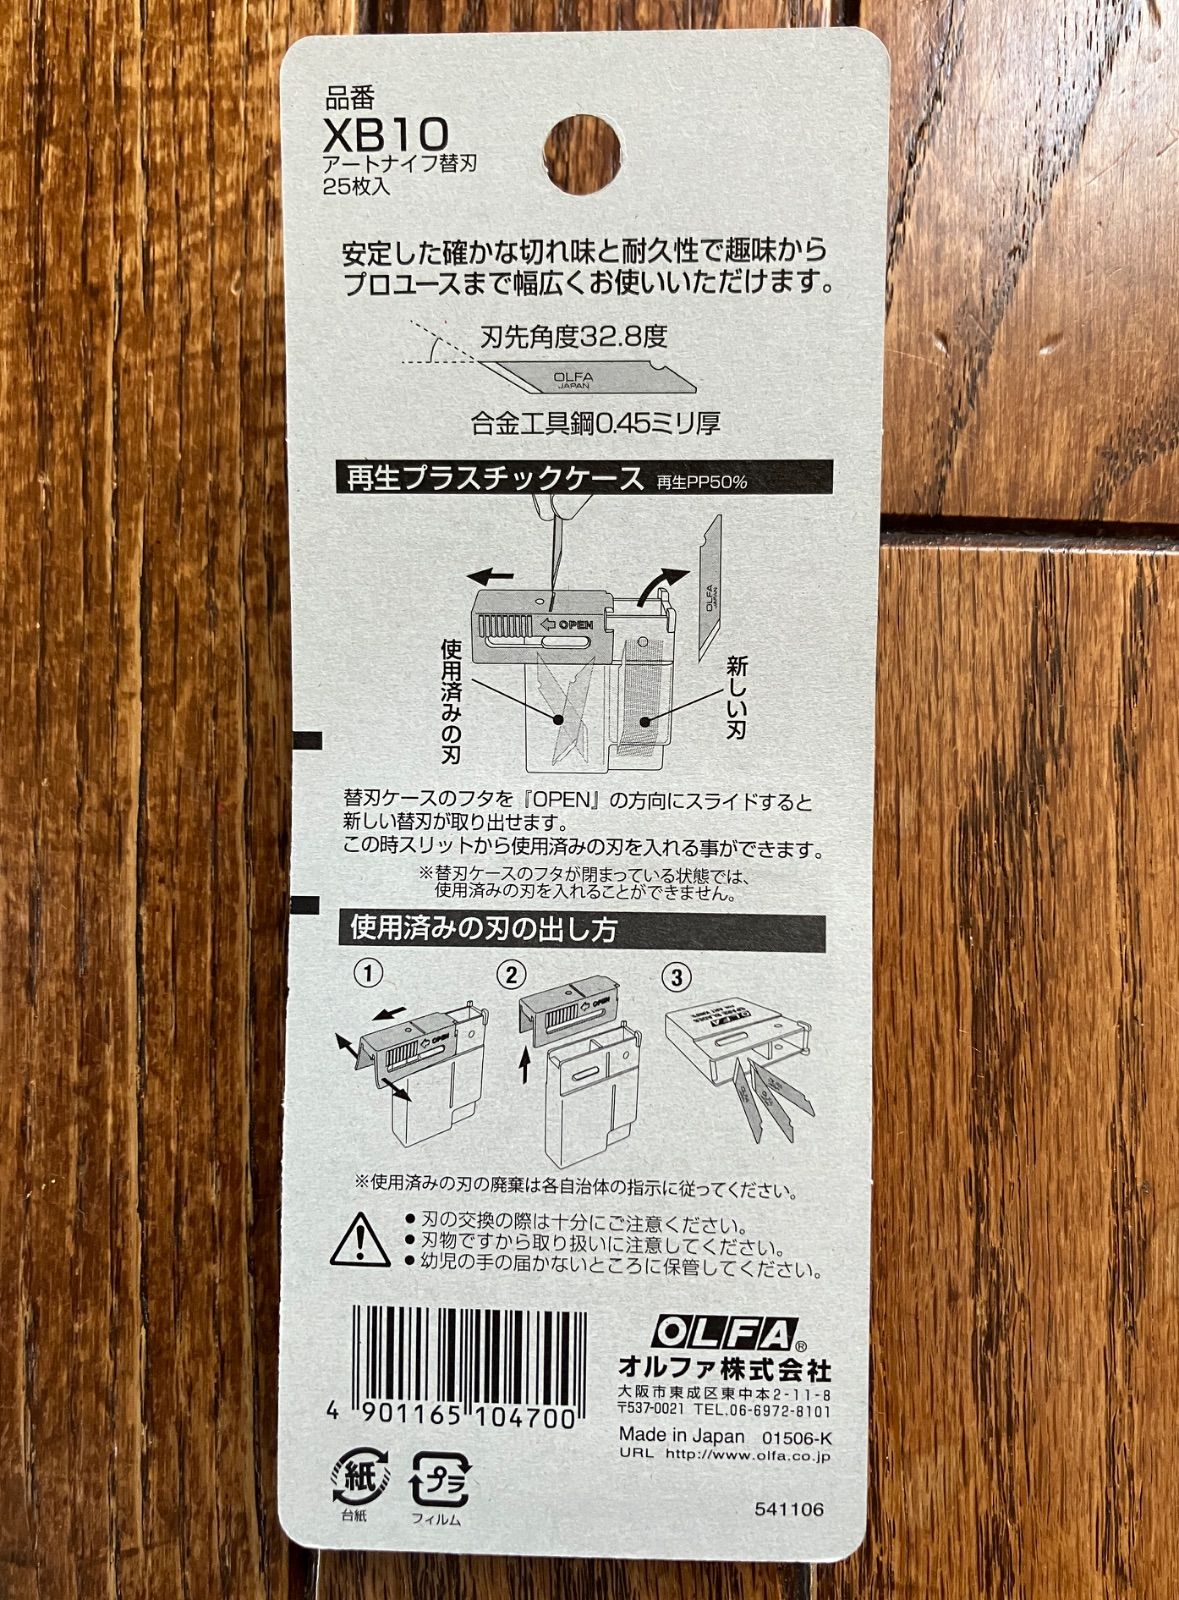 品番
XB10
アートナイフ替刃
25枚入
安定した確かな切れ味と耐久性で趣味から
プロユースまで幅広くお使いいただけます。
刃先角度32.8度
OLFA
JAPAN
合金工具鋼0.45ミリ厚
再生プラスチックケース 再生PP50%
OPEN
OLFA
JAPAN
使用済みの刃
新しい刃
替刃ケースのフタを『OPEN』の方向にスライドすると
新しい替刃が取り出せます。
この時スリットから使用済みの刃を入れる事ができます。
※替刃ケースのフタが閉まっている状態では、
使用済みの刃を入れることができません。
使用済みの刃の出し方
1 2 3
OPEN
OPEN
OLFA
※使用済みの刃の廃棄は各自治体の指示に従ってください。
● 刃の交換の際は十分にご注意ください。
● 刃物ですから取り扱いに注意してください。
● 幼児の手の届かないところに保管してください。
4 901165 104700
OLFA®
オルファ株式会社
大阪市東成区東中本2-11-8
〒537-0021 TEL.06-6972-8101
Made in Japan 01506-K
URL http://www.olfa.co.jp
紙
台紙
プラ
フィルム
541106